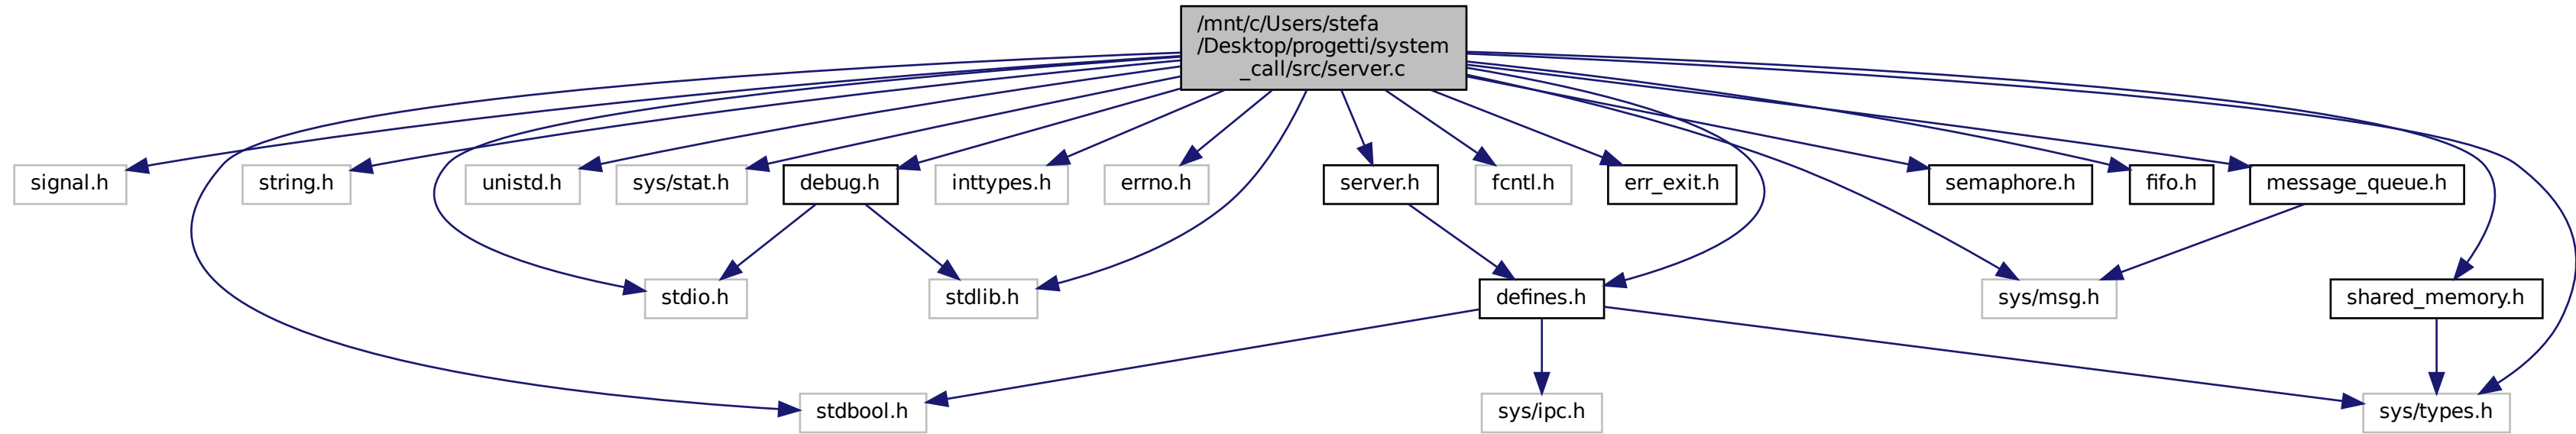 /mnt/c/Users/stefa
/Desktop/progetti/system
_call/src/server.c
signal.h
string.h
unistd.h
sys/stat.h
debug.h
inttypes.h
errno.h
server.h
fcntl.h
err_exit.h
semaphore.h
fifo.h
message_queue.h
stdio.h
stdlib.h
defines.h
sys/msg.h
shared_memory.h
stdbool.h
sys/ipc.h
sys/types.h